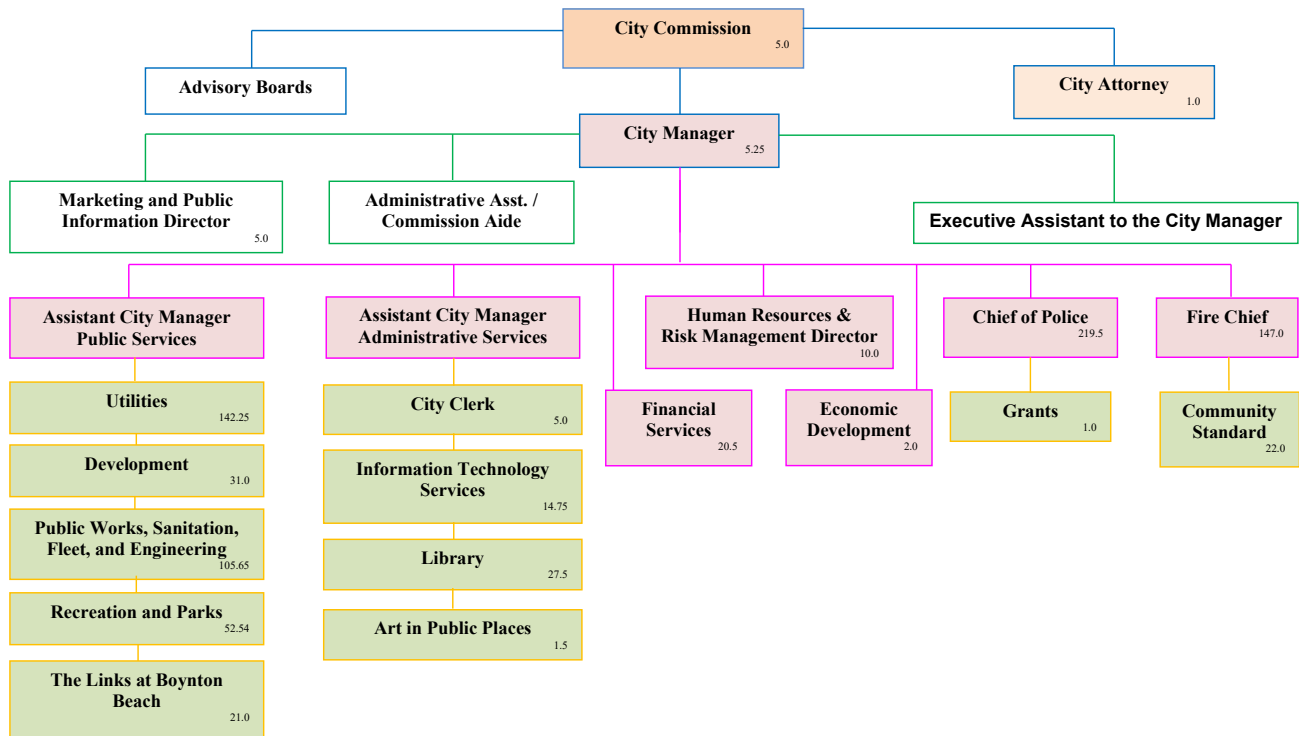 City Commission
5.0
Advisory Boards
City Attorney
1.0
City Manager
5.25
Marketing and Public
Information Director
5.0
Administrative Asst. /
Commission Aide
Executive Assistant to the City Manager
Assistant City Manager
Public Services
Assistant City Manager
Administrative Services
Human Resources &
Risk Management Director
10.0
Chief of Police
219.5
Fire Chief
147.0
Utilities
142.25
City Clerk
5.0
Financial
Services
20.5
Economic
Development
2.0
Grants
1.0
Community
Standard
22.0
Development
31.0
Information Technology
Services
14.75
Public Works, Sanitation,
Fleet, and Engineering
105.65
Library
27.5
Recreation and Parks
52.54
Art in Public Places
1.5
The Links at Boynton
Beach
21.0